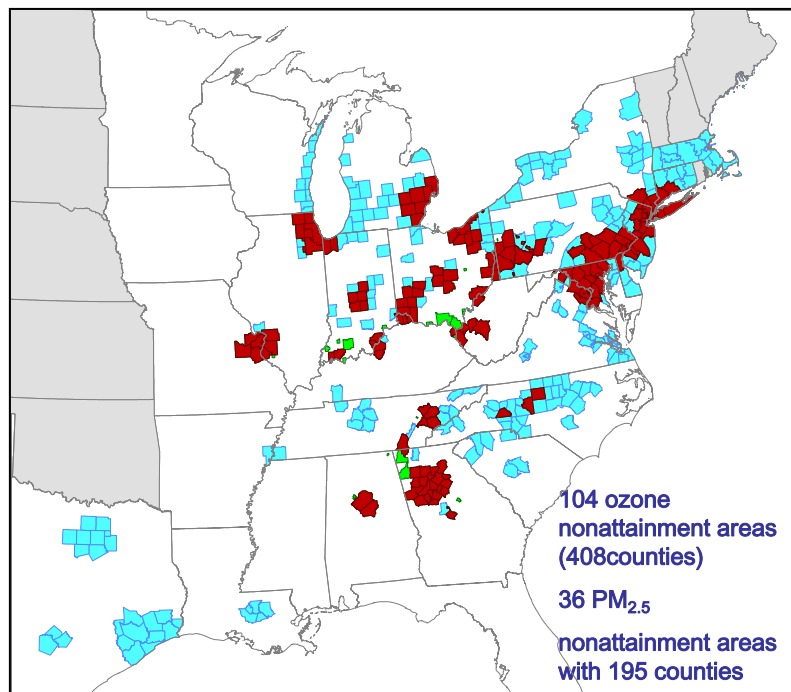 104 ozone
nonattainment areas
(408counties)
36 PM2.5
nonattainment areas
with 195 counties